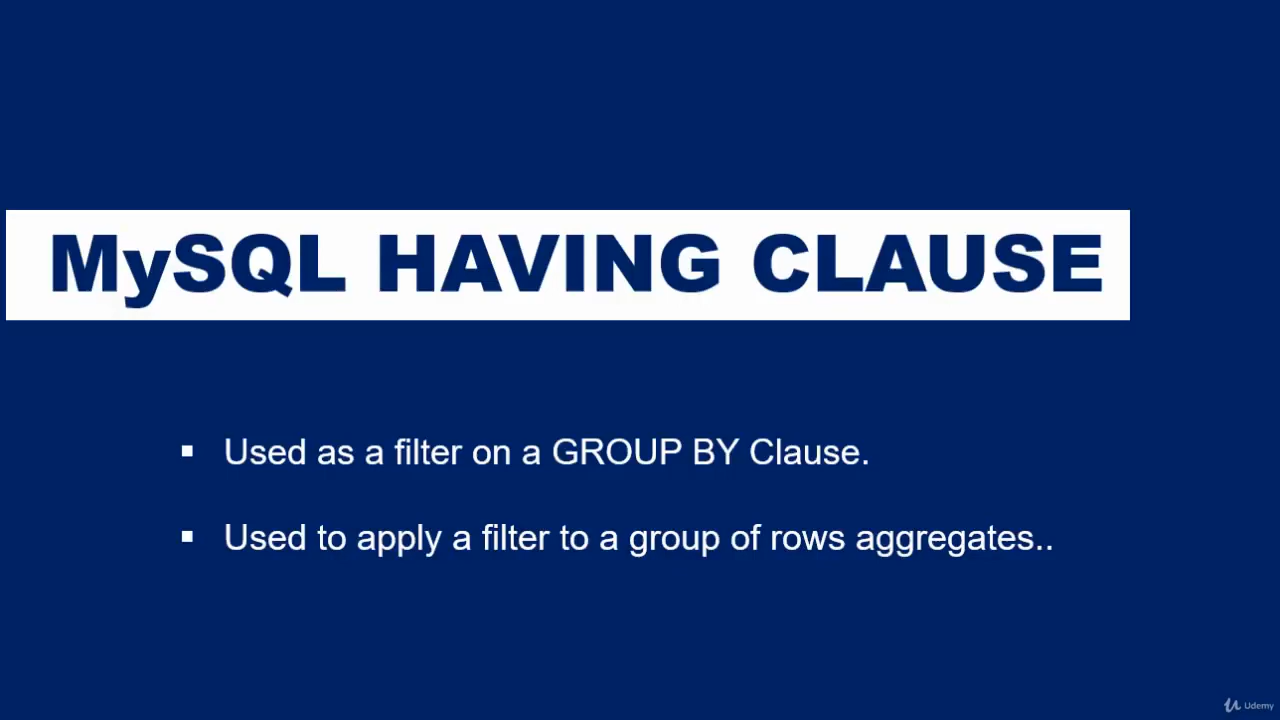 MySQL HAVING CLAUSE
▪ Used as a filter on a GROUP BY Clause.
▪ Used to apply a filter to a group of rows aggregates..
Udemy